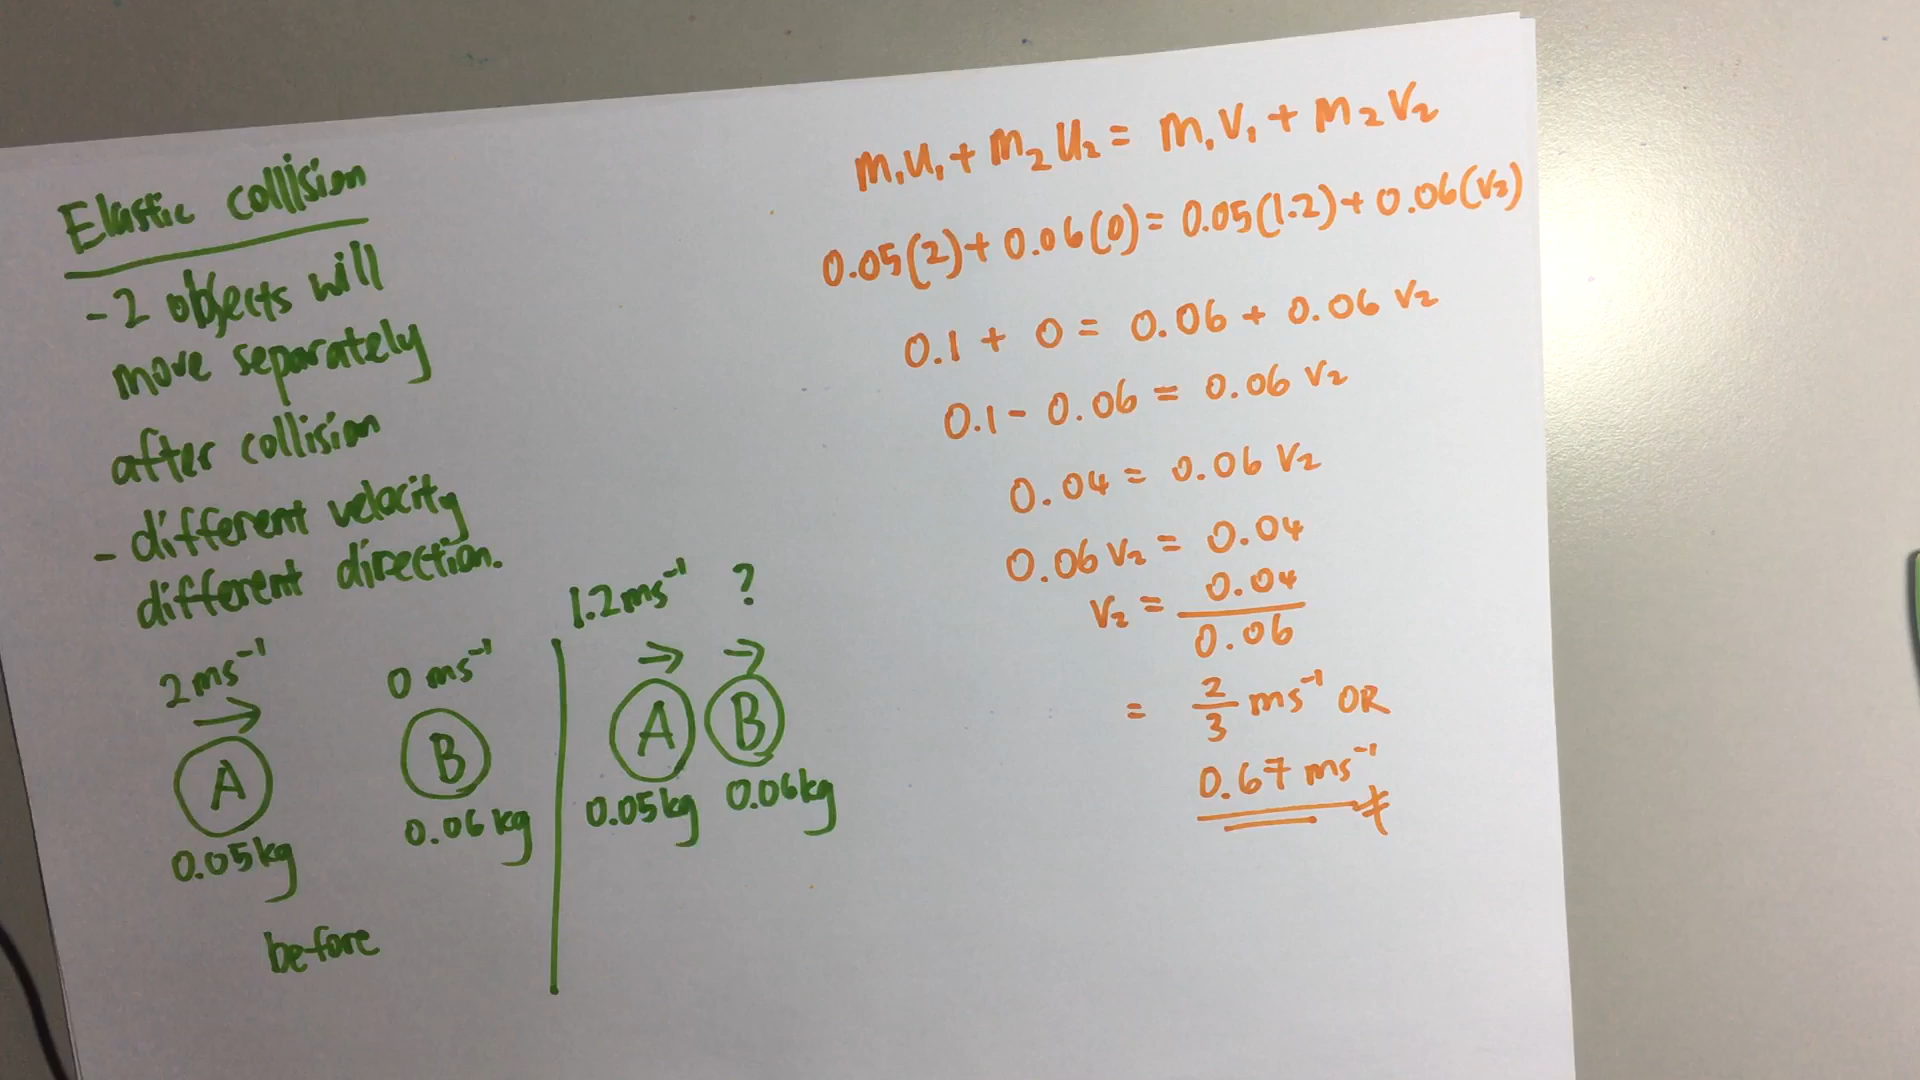 Elastic collision
- 2 objects will
move separately
after collision
- different velocity
different direction.
2ms⁻¹
0 ms⁻¹
A
B
0.05kg
0.06kg
before
1.2ms⁻¹ ?
A B
0.05kg 0.06kg
m₁u₁ + m₂u₂ = m₁v₁ + m₂v₂
0.05(2) + 0.06(0) = 0.05(1.2) + 0.06(v₂)
0.1 + 0 = 0.06 + 0.06 v₂
0.1 - 0.06 = 0.06 v₂
0.04 = 0.06 v₂
0.06 v₂ = 0.04
v₂ = 0.04
0.06
= 2/3 ms⁻¹ OR
0.67 ms⁻¹